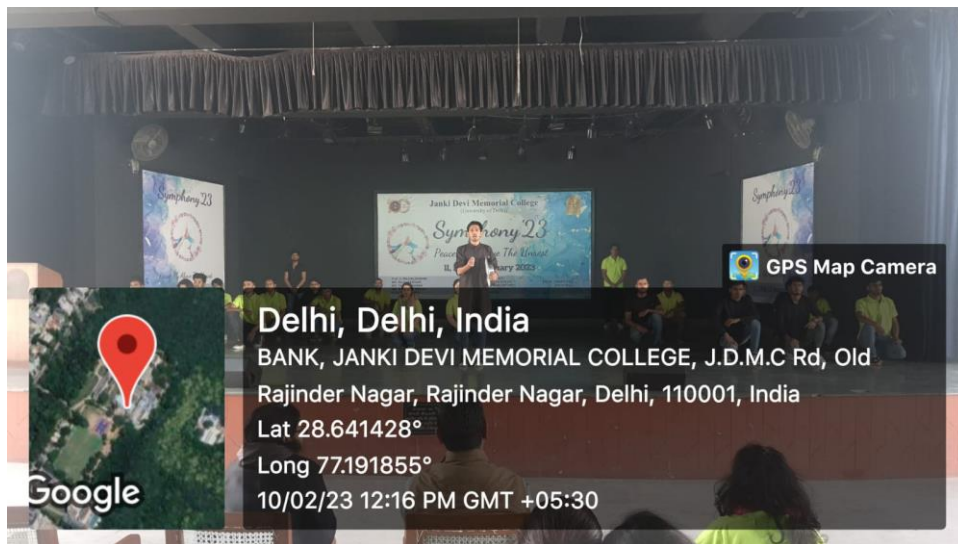 Symphony'23
Janki Devi Memorial College
Symphony'23
Symphony'23
GPS Map Camera
Delhi, Delhi, India
BANK, JANKI DEVI MEMORIAL COLLEGE, J.D.M.C Rd, Old
Rajinder Nagar, Rajinder Nagar, Delhi, 110001, India
Lat 28.641428°
Long 77.191855°
10/02/23 12:16 PM GMT +05:30
Google